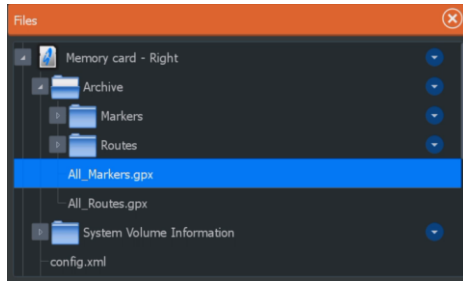 Files
Memory card - Right
Archive
Markers
Routes
All_Markers.gpx
All_Routes.gpx
System Volume Information
config.xml